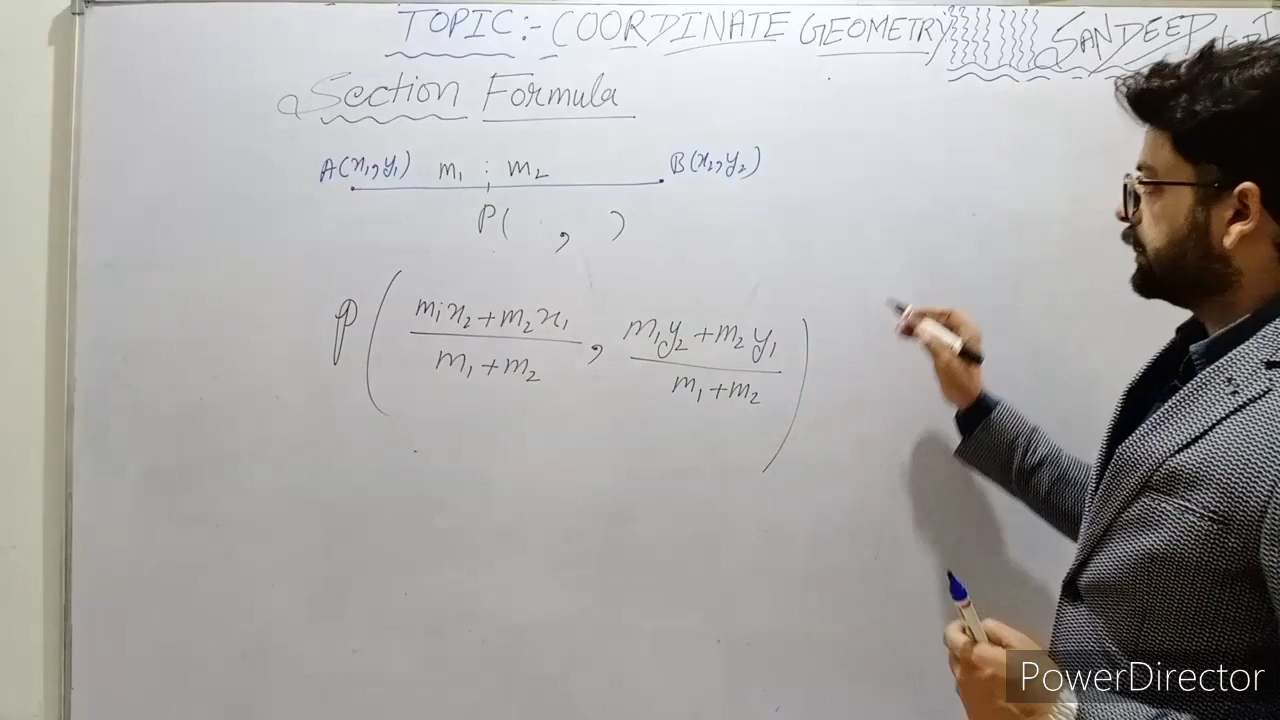 TOPIC:- COORDINATE GEOMETRY SANDEEP
Section Formula
A(x₁,y₁) m₁ : m₂ B(x₂,y₂)
P( , )
P( (m₁x₂+m₂x₁)/(m₁+m₂) , (m₁y₂+m₂y₁)/(m₁+m₂) )
PowerDirector